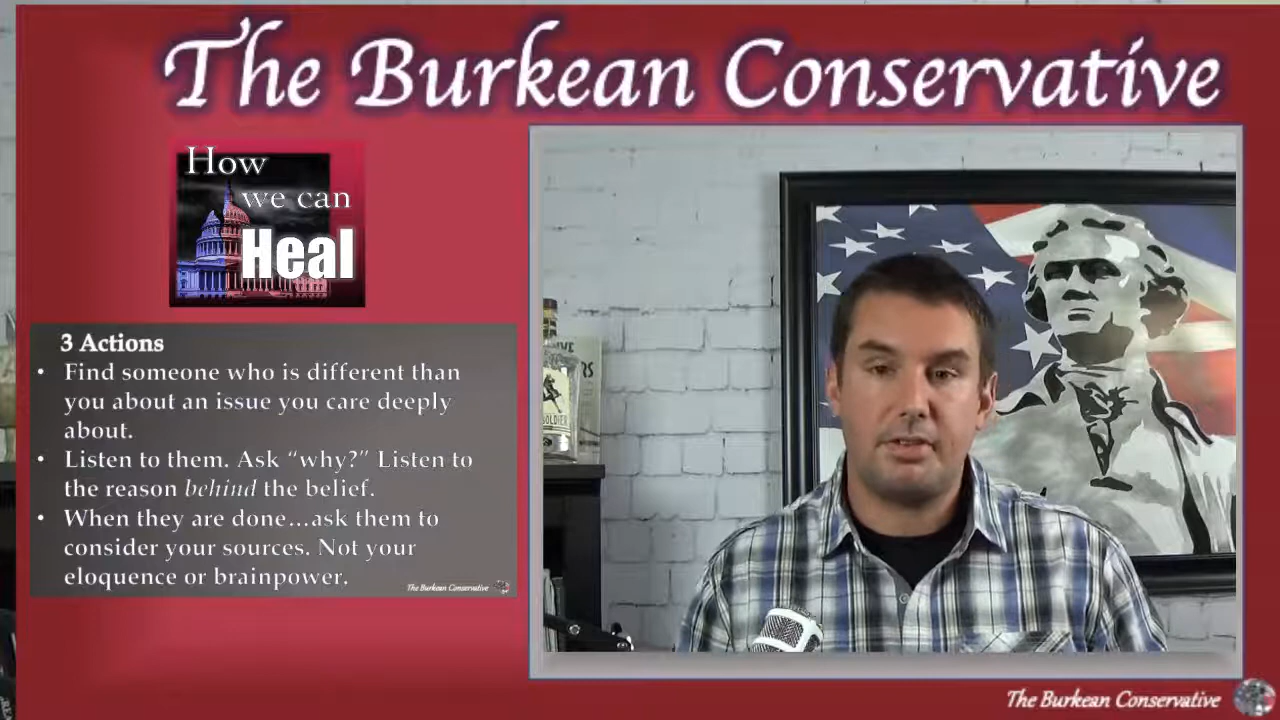 The Burkean Conservative
How
we can
Heal
3 Actions
• Find someone who is different than
you about an issue you care deeply
about.
• Listen to them. Ask “why?” Listen to
the reason behind the belief.
• When they are done…ask them to
consider your sources. Not your
eloquence or brainpower.
The Burkean Conservative
SOLDIER
The Burkean Conservative